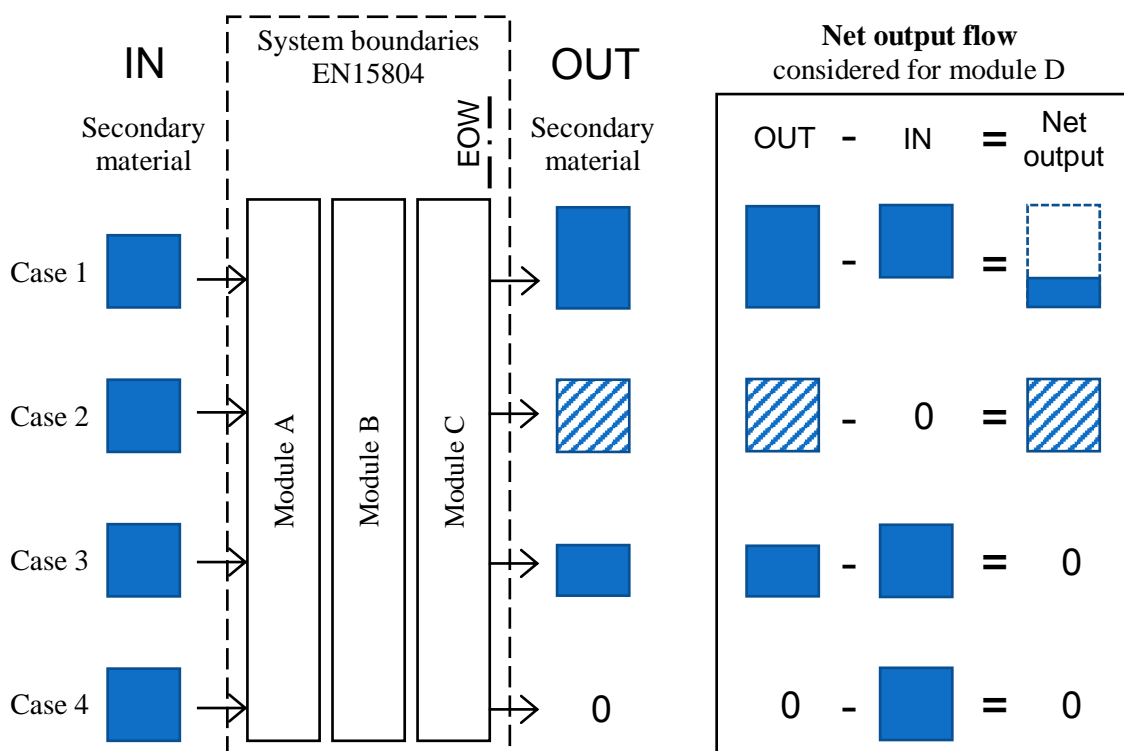 System boundaries
EN15804
IN
OUT
Secondary
material
EOW
Secondary
material
Net output flow
considered for module D
OUT - IN = Net
output
Case 1
- =
Case 2
- 0 =
Case 3
- = 0
Case 4
0
0 - = 0
Module A
Module B
Module C